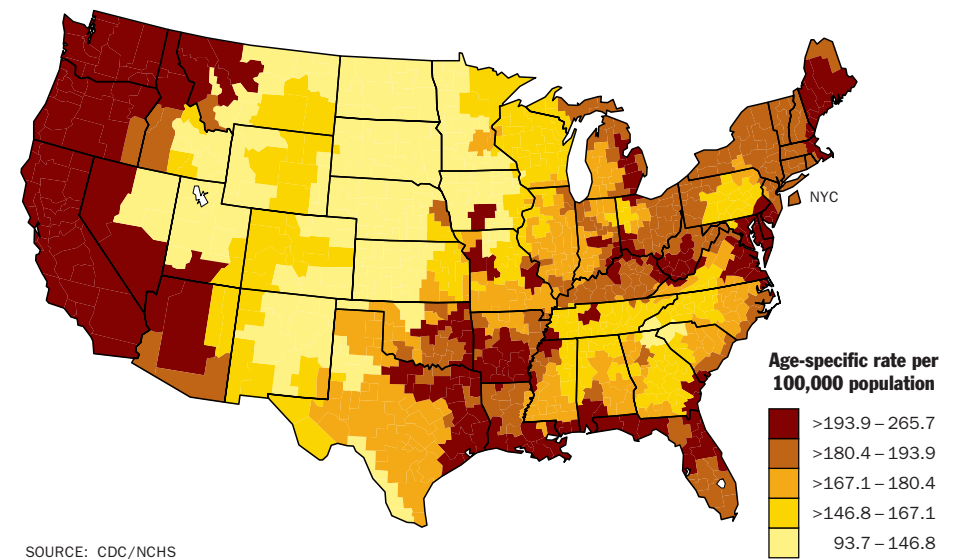 NYC
Age-specific rate per
100,000 population
>193.9 – 265.7
>180.4 – 193.9
>167.1 – 180.4
>146.8 – 167.1
93.7 – 146.8
SOURCE: CDC/NCHS